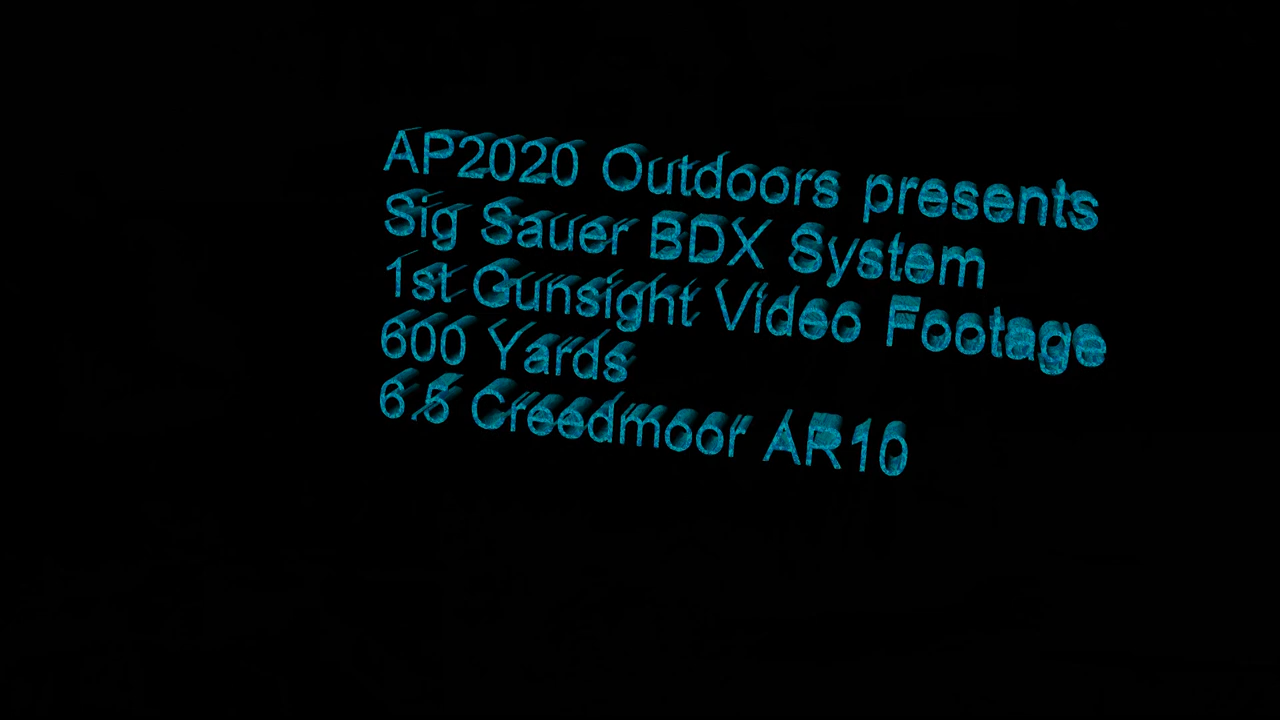 AP2020 Outdoors presents
Sig Sauer BDX System
1st Gunsight Video Footage
600 Yards
6.5 Creedmoor AR10